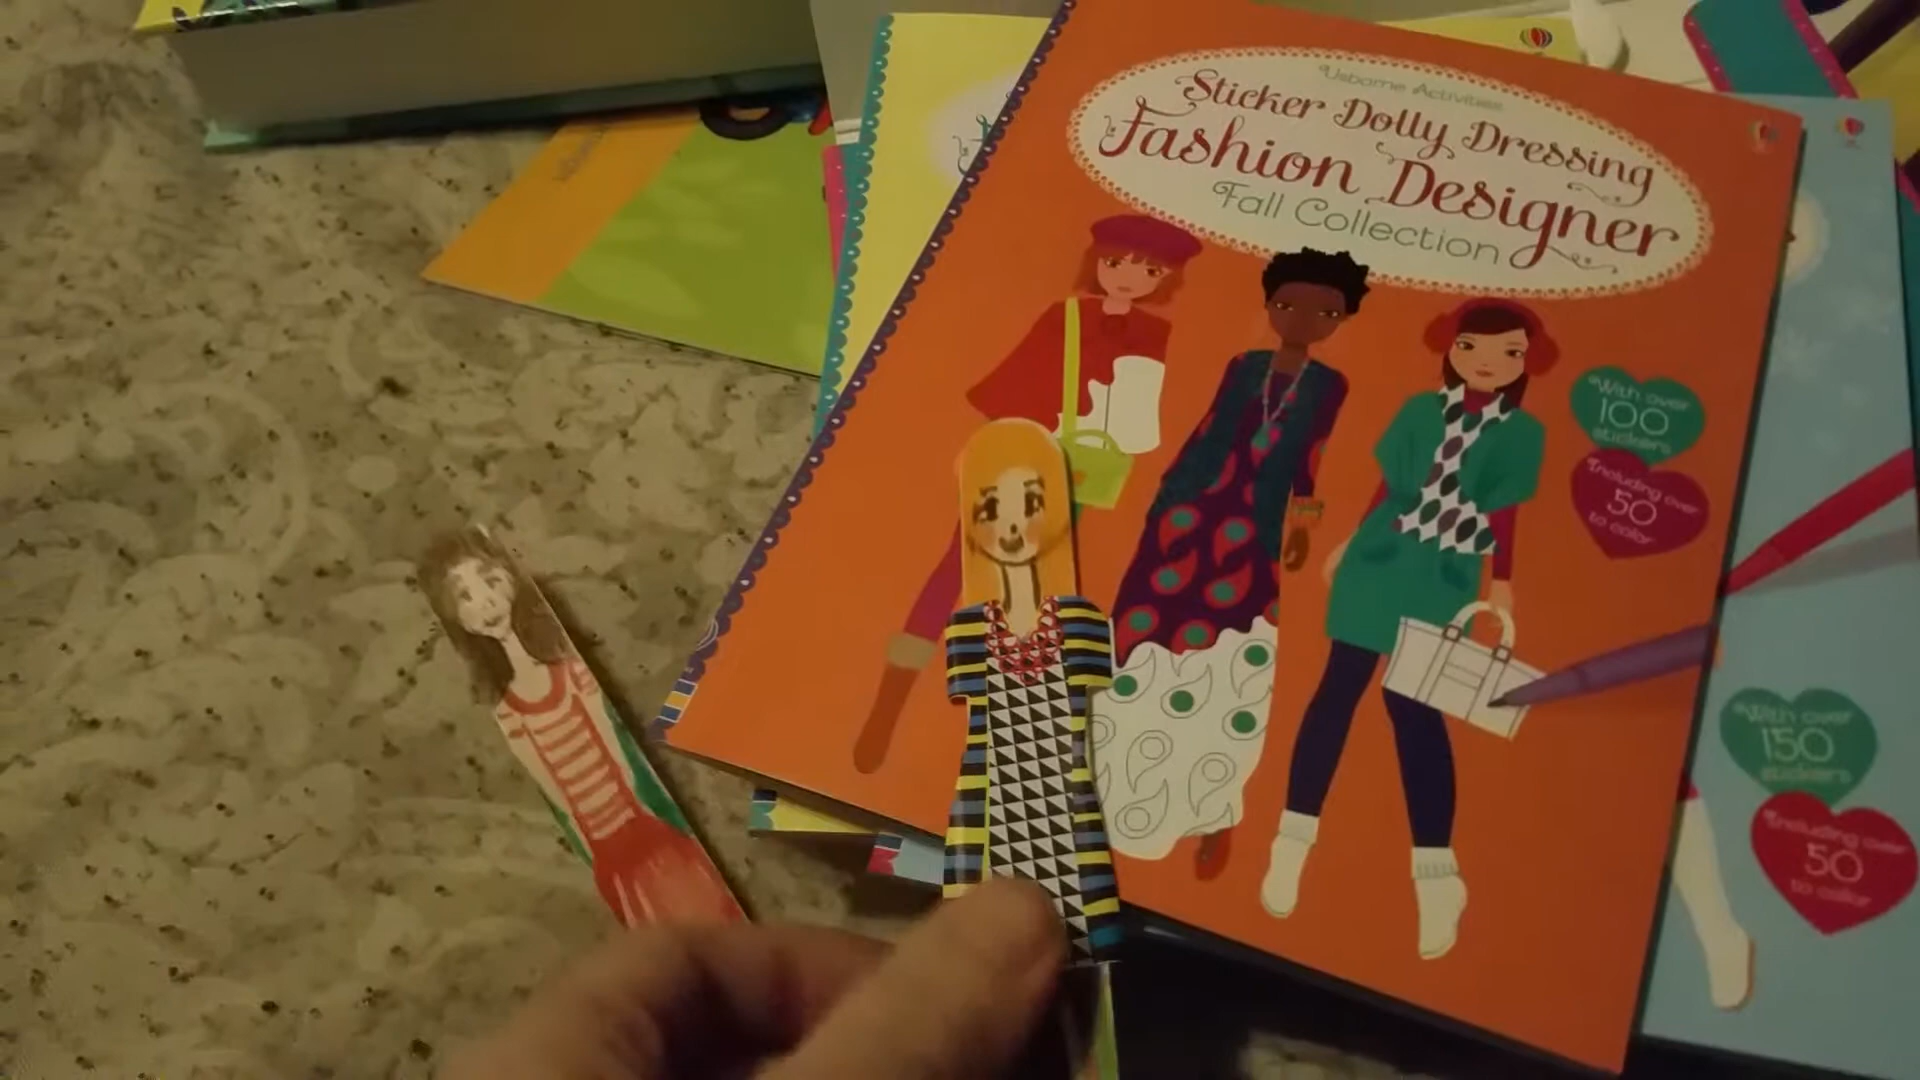 Usborne Activities
Sticker Dolly Dressing
Fashion Designer
Fall Collection
With over
100
stickers
Including over
50
to color
With over
150
stickers
Including over
50
to color